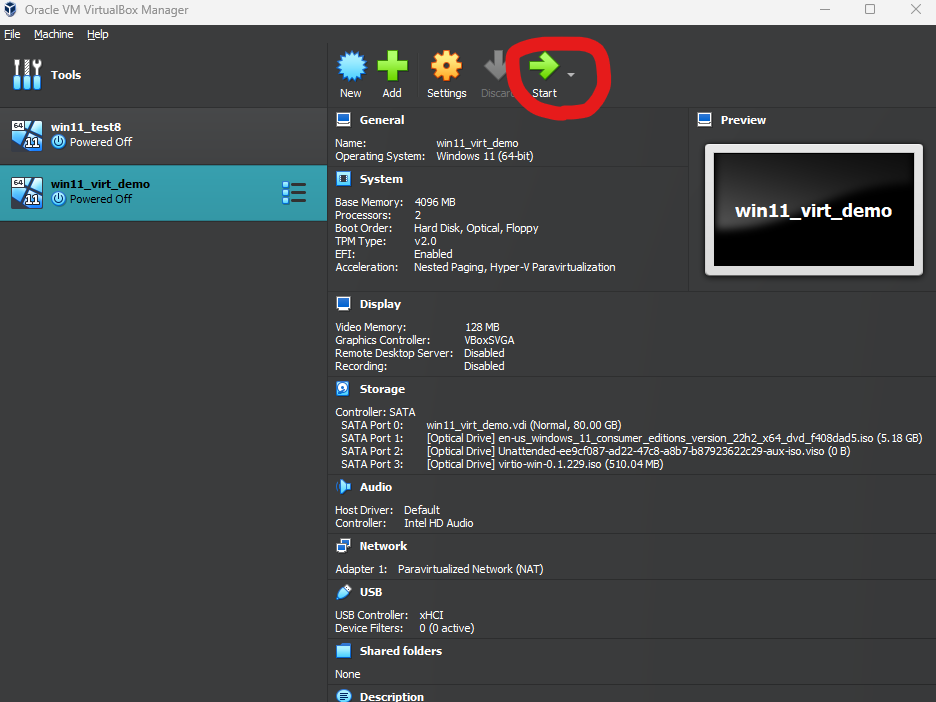 Oracle VM VirtualBox Manager
File Machine Help
Tools
New Add Settings Discard Start
64
11
win11_test8
Powered Off
64
11
win11_virt_demo
Powered Off
General
Name: win11_virt_demo
Operating System: Windows 11 (64-bit)
System
Base Memory: 4096 MB
Processors: 2
Boot Order: Hard Disk, Optical, Floppy
TPM Type: v2.0
EFI: Enabled
Acceleration: Nested Paging, Hyper-V Paravirtualization
Preview
win11_virt_demo
Display
Video Memory: 128 MB
Graphics Controller: VBoxSVGA
Remote Desktop Server: Disabled
Recording: Disabled
Storage
Controller: SATA
SATA Port 0: win11_virt_demo.vdi (Normal, 80.00 GB)
SATA Port 1: [Optical Drive] en-us_windows_11_consumer_editions_version_22h2_x64_dvd_f408dad5.iso (5.18 GB)
SATA Port 2: [Optical Drive] Unattended-ee9cf087-ad22-47c8-a8b7-b87923622c29-aux-iso.viso (0 B)
SATA Port 3: [Optical Drive] virtio-win-0.1.229.iso (510.04 MB)
Audio
Host Driver: Default
Controller: Intel HD Audio
Network
Adapter 1: Paravirtualized Network (NAT)
USB
USB Controller: xHCI
Device Filters: 0 (0 active)
Shared folders
None
Description